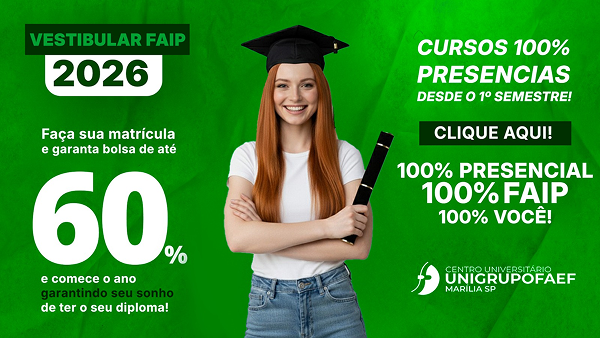 VESTIBULAR FAIP
2026
Faça sua matrícula
e garanta bolsa de até
60%
e comece o ano
garantindo seu sonho
de ter o seu diploma!
CURSOS 100%
PRESENCIAS
DESDE O 1º SEMESTRE!
CLIQUE AQUI!
100% PRESENCIAL
100% FAIP
100% VOCÊ!
CENTRO UNIVERSITÁRIO
UNIGRUPOFAEF
MARÍLIA SP